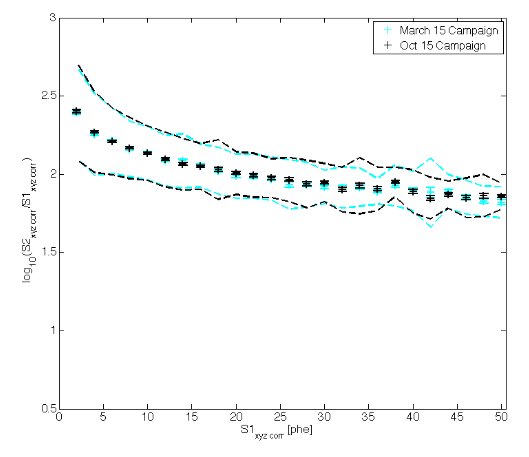 3
2.5
2
1.5
1
0.5
0 5 10 15 20 25 30 35 40 45 50
log10(S2xyz corr/S1xyz corr)
S1xyz corr [phe]
March 15 Campaign
Oct 15 Campaign